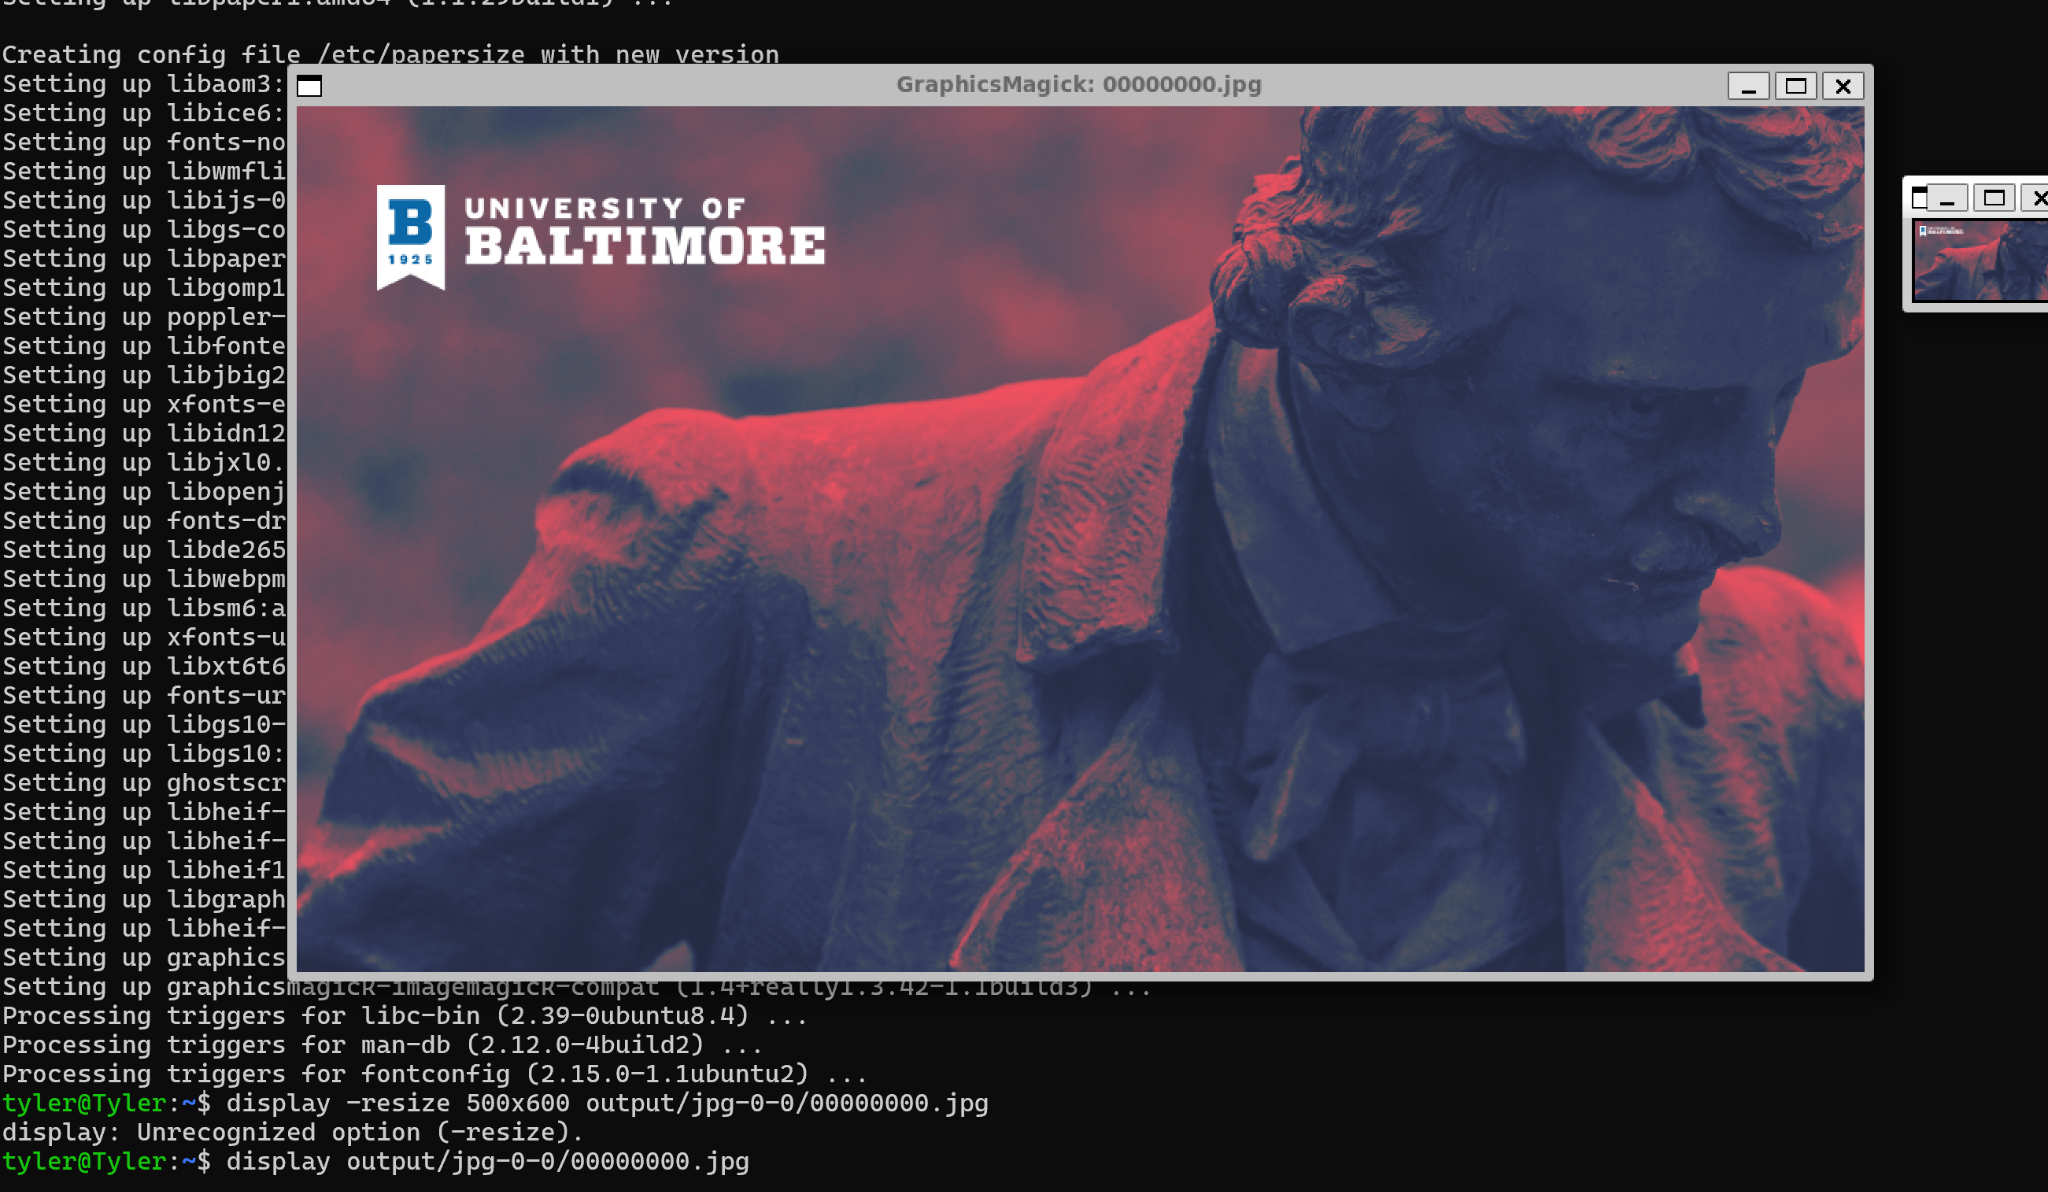 Setting up libpaper1:amd64 (1.1.29build1) ...
Creating config file /etc/papersize with new version
Setting up libaom3:
Setting up libice6:
Setting up fonts-no
Setting up libwmfli
Setting up libijs-0
Setting up libgs-co
Setting up libpaper
Setting up libgomp1
Setting up poppler-
Setting up libfonte
Setting up libjbig2
Setting up xfonts-e
Setting up libidn12
Setting up libjxl0.
Setting up libopenj
Setting up fonts-dr
Setting up libde265
Setting up libwebpm
Setting up libsm6:a
Setting up xfonts-u
Setting up libxt6t6
Setting up fonts-ur
Setting up libgs10-
Setting up libgs10:
Setting up ghostscr
Setting up libheif-
Setting up libheif-
Setting up libheif1
Setting up libgraph
Setting up libheif-
Setting up graphics
Setting up graphicsmagick-imagemagick-compat (1.4+really1.3.42-1.1build3) ...
Processing triggers for libc-bin (2.39-0ubuntu8.4) ...
Processing triggers for man-db (2.12.0-4build2) ...
Processing triggers for fontconfig (2.15.0-1.1ubuntu2) ...
tyler@Tyler:~$ display -resize 500x600 output/jpg-0-0/00000000.jpg
display: Unrecognized option (-resize).
tyler@Tyler:~$ display output/jpg-0-0/00000000.jpg
GraphicsMagick: 00000000.jpg
B
1925
UNIVERSITY OF
BALTIMORE